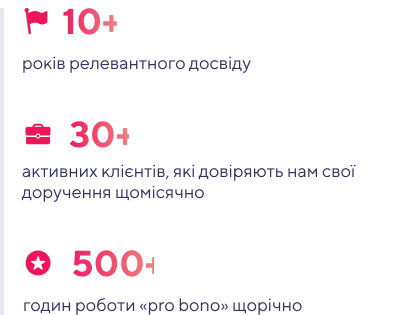 10+
років релевантного досвіду
30+
активних клієнтів, які довіряють нам свої
доручення щомісячно
500+
годин роботи «pro bono» щорічно